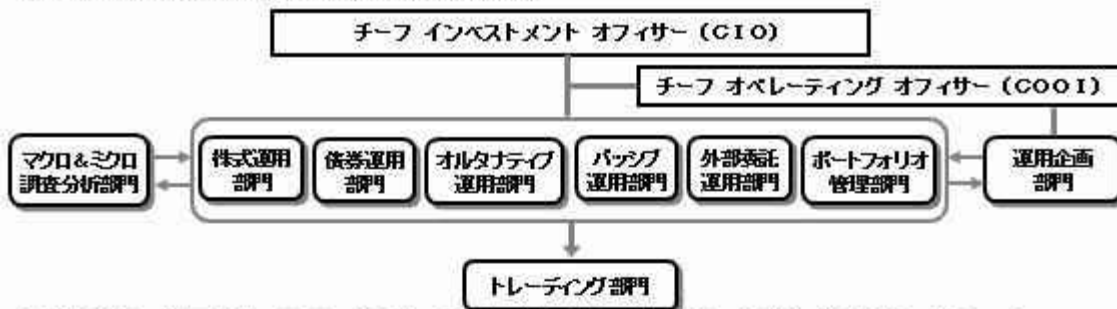 チーフ インベストメント オフィサー（CIO）
チーフ オペレーティング オフィサー（COOI）
マクロ&ミクロ
調査分析部門
株式運用
部門
債券運用
部門
オルタナティブ
運用部門
パッシブ
運用部門
外部委託
運用部門
ポートフォリオ
管理部門
運用企画
部門
トレーディング部門